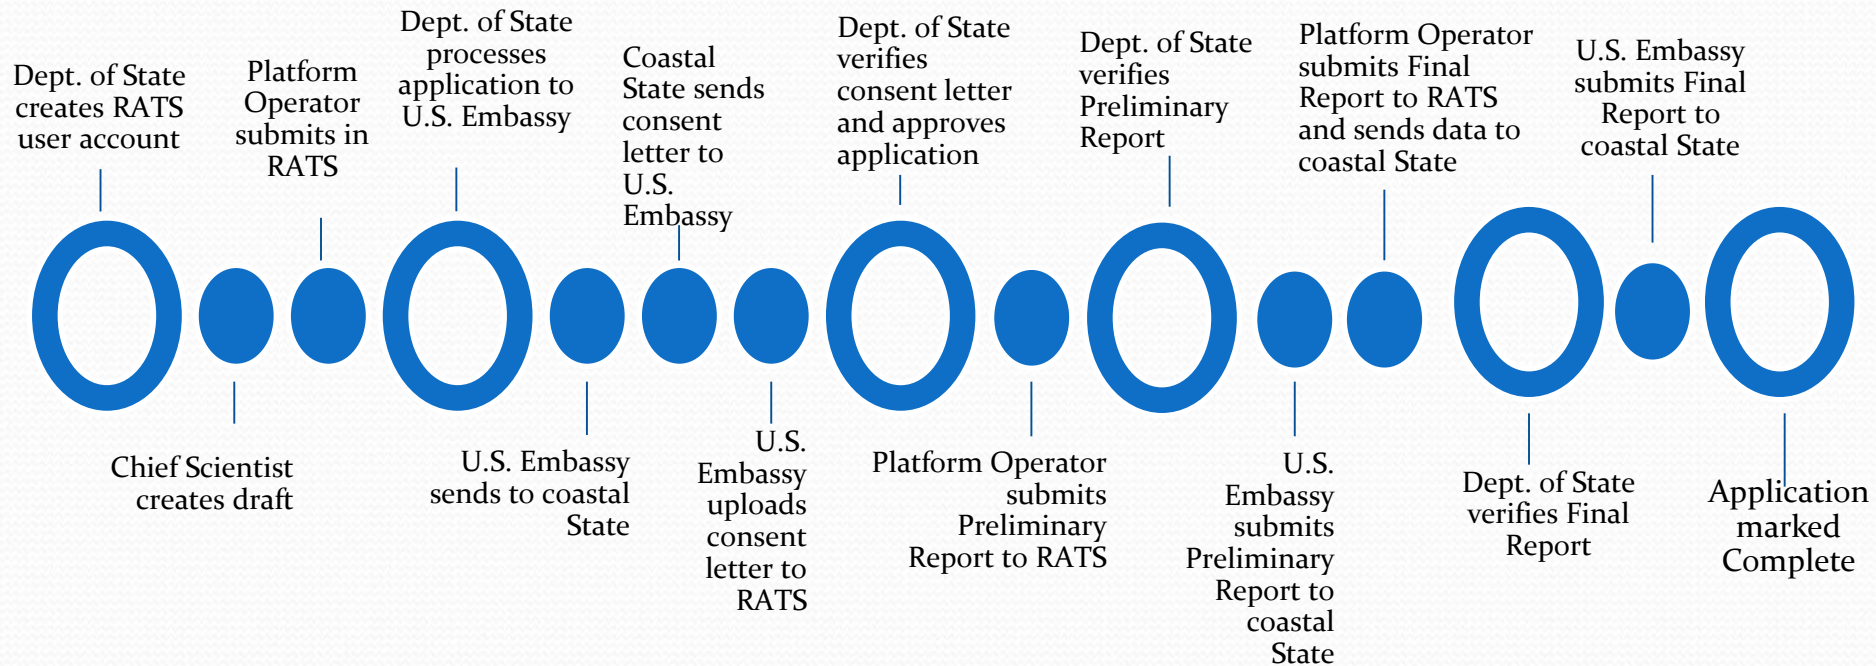 Dept. of State
creates RATS
user account
Chief Scientist
creates draft
Platform
Operator
submits in
RATS
Dept. of State
processes
application to
U.S. Embassy
U.S. Embassy
sends to coastal
State
Coastal
State sends
consent
letter to
U.S.
Embassy
U.S.
Embassy
uploads
consent
letter to
RATS
Dept. of State
verifies
consent letter
and approves
application
Platform Operator
submits
Preliminary
Report to RATS
Dept. of State
verifies
Preliminary
Report
U.S.
Embassy
submits
Preliminary
Report to
coastal
State
Platform Operator
submits Final
Report to RATS
and sends data to
coastal State
Dept. of State
verifies Final
Report
U.S. Embassy
submits Final
Report to
coastal State
Application
marked
Complete